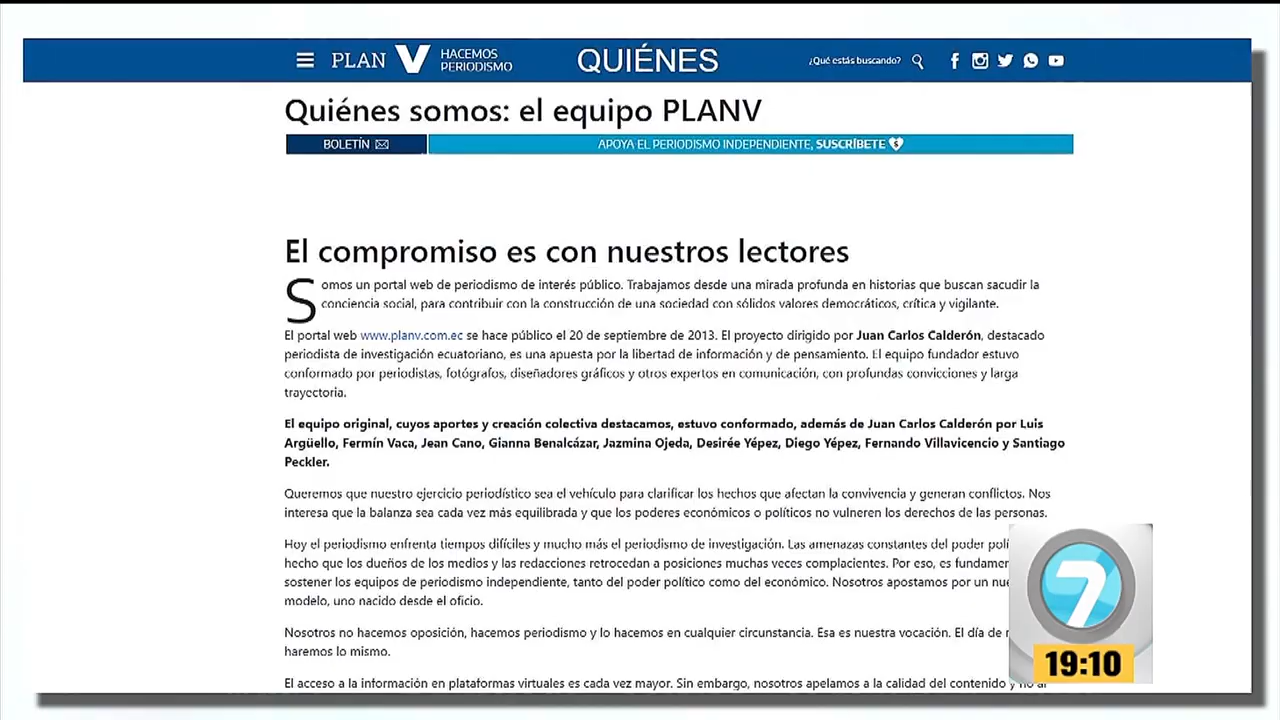 PLAN V HACEMOS PERIODISMO
QUIÉNES
¿Qué estás buscando?
Quiénes somos: el equipo PLANV
BOLETÍN
APOYA EL PERIODISMO INDEPENDIENTE, SUSCRÍBETE
El compromiso es con nuestros lectores
Somos un portal web de periodismo de interés público. Trabajamos desde una mirada profunda en historias que buscan sacudir la
conciencia social, para contribuir con la construcción de una sociedad con sólidos valores democráticos, crítica y vigilante.
El portal web www.planv.com.ec se hace público el 20 de septiembre de 2013. El proyecto dirigido por Juan Carlos Calderón, destacado
periodista de investigación ecuatoriano, es una apuesta por la libertad de información y de pensamiento. El equipo fundador estuvo
conformado por periodistas, fotógrafos, diseñadores gráficos y otros expertos en comunicación, con profundas convicciones y larga
trayectoria.
El equipo original, cuyos aportes y creación colectiva destacamos, estuvo conformado, además de Juan Carlos Calderón por Luis
Argüello, Fermín Vaca, Jean Cano, Gianna Benalcázar, Jazmina Ojeda, Desirée Yépez, Diego Yépez, Fernando Villavicencio y Santiago
Peckler.
Queremos que nuestro ejercicio periodístico sea el vehículo para clarificar los hechos que afectan la convivencia y generan conflictos. Nos
interesa que la balanza sea cada vez más equilibrada y que los poderes económicos o políticos no vulneren los derechos de las personas.
Hoy el periodismo enfrenta tiempos difíciles y mucho más el periodismo de investigación. Las amenazas constantes del poder
hecho que los dueños de los medios y las redacciones retrocedan a posiciones muchas veces complacientes. Por eso, es
sostener los equipos de periodismo independiente, tanto del poder político como del económico. Nosotros apostamos por un
modelo, uno nacido desde el oficio.
Nosotros no hacemos oposición, hacemos periodismo y lo hacemos en cualquier circunstancia. Esa es nuestra vocación. El día de
haremos lo mismo.
El acceso a la información en plataformas virtuales es cada vez mayor. Sin embargo, nosotros apelamos a la calidad del contenido y no al
7
19:10